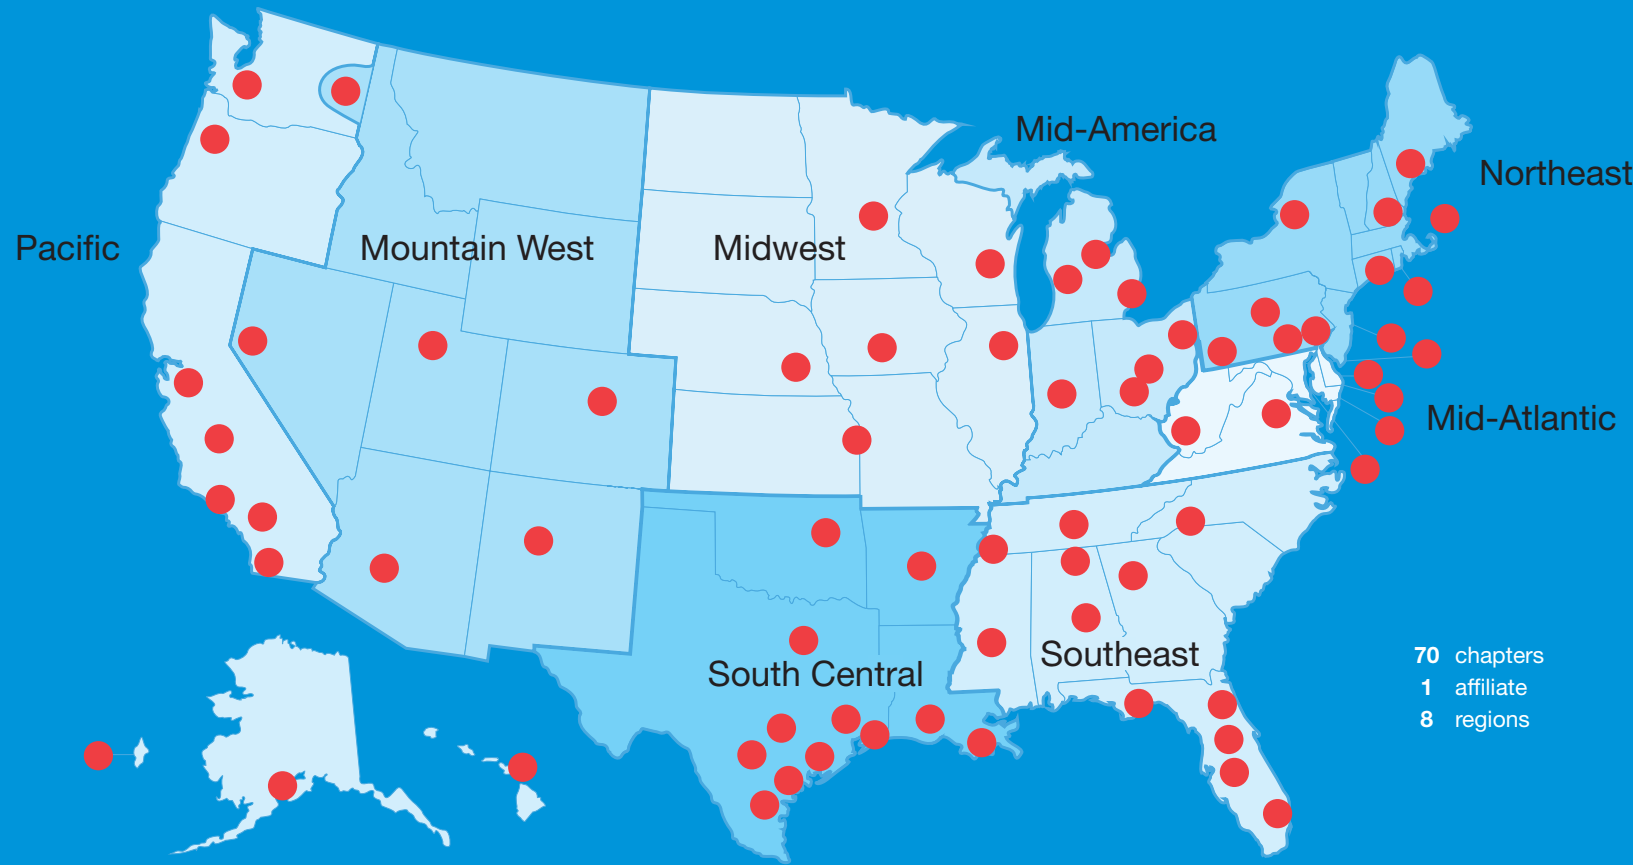 Mid-America
Northeast
Pacific
Mountain West
Midwest
Mid-Atlantic
Southeast
South Central
70 chapters
1 affiliate
8 regions